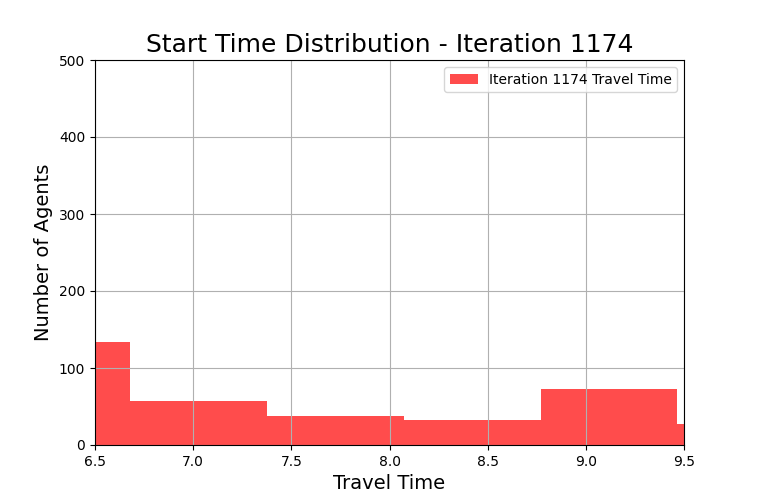 Start Time Distribution - Iteration 1174
Iteration 1174 Travel Time
Number of Agents
500
400
300
200
100
0
6.5 7.0 7.5 8.0 8.5 9.0 9.5
Travel Time